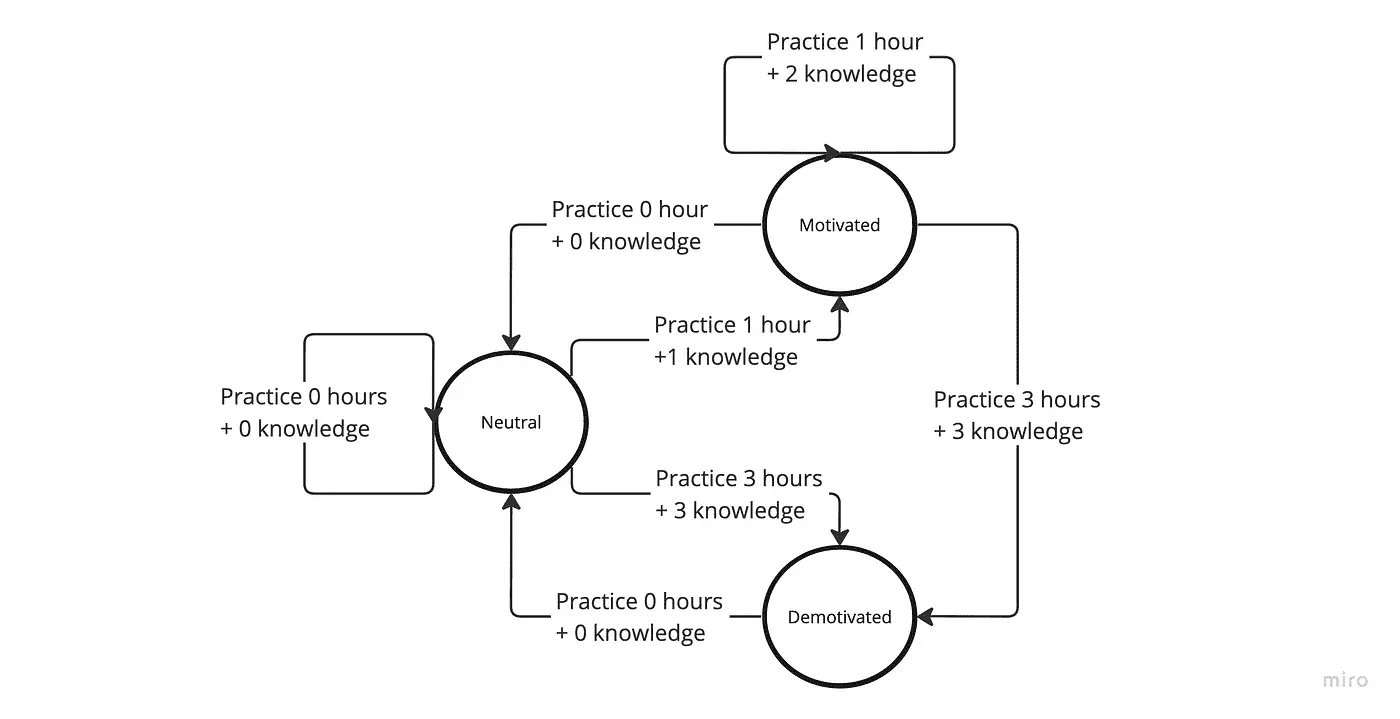 Practice 1 hour
+ 2 knowledge
Practice 0 hour
+ 0 knowledge
Motivated
Practice 1 hour
+1 knowledge
Practice 0 hours
+ 0 knowledge
Neutral
Practice 3 hours
+ 3 knowledge
Practice 3 hours
+ 3 knowledge
Practice 0 hours
+ 0 knowledge
Demotivated
miro